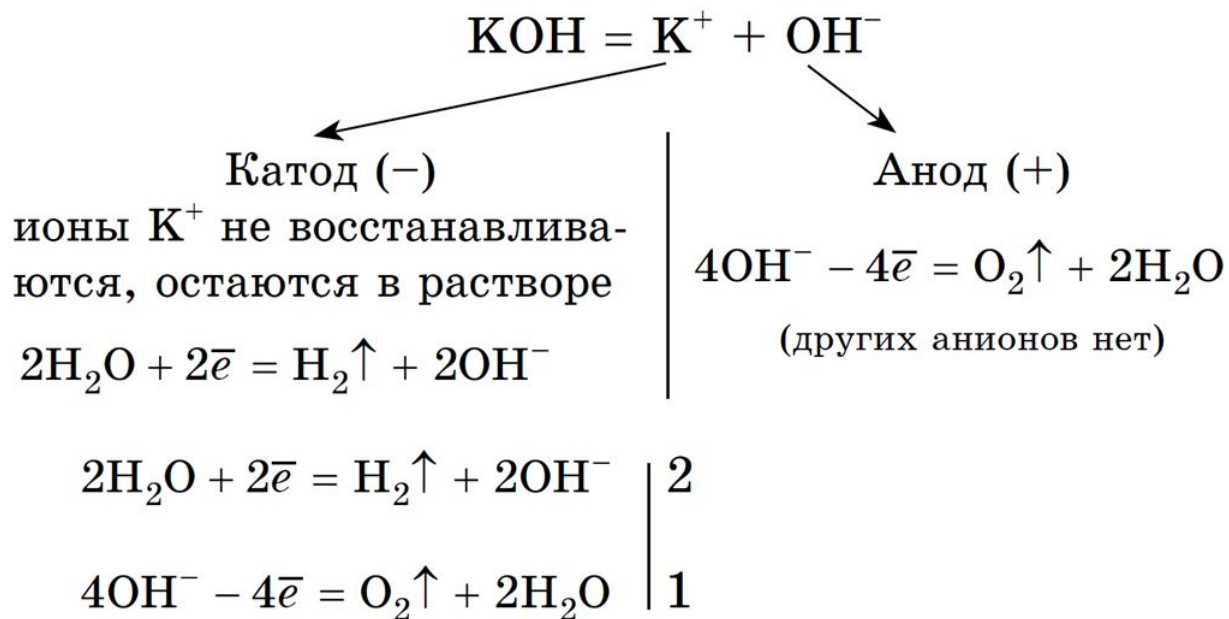 KOH = K⁺ + OH⁻
Катод (−)
ионы K⁺ не восстанавлива-
ются, остаются в растворе
2H₂O + 2e̅ = H₂↑ + 2OH⁻
Анод (+)
4OH⁻ − 4e̅ = O₂↑ + 2H₂O
(других анионов нет)
2H₂O + 2e̅ = H₂↑ + 2OH⁻ | 2
4OH⁻ − 4e̅ = O₂↑ + 2H₂O | 1